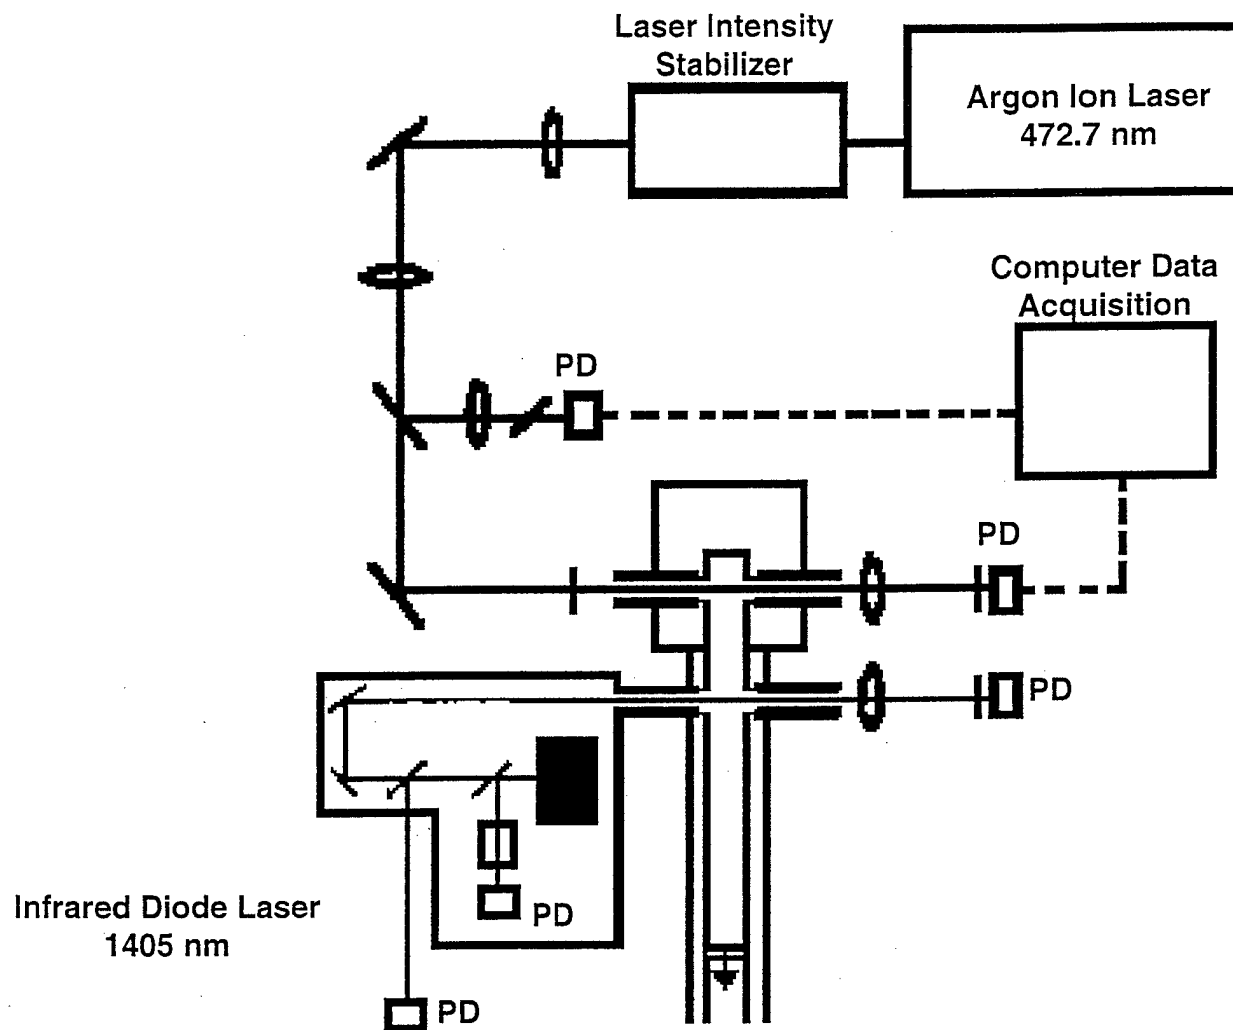 Laser Intensity
Stabilizer
Argon Ion Laser
472.7 nm
Computer Data
Acquisition
PD
PD
PD
PD
Infrared Diode Laser
1405 nm
PD